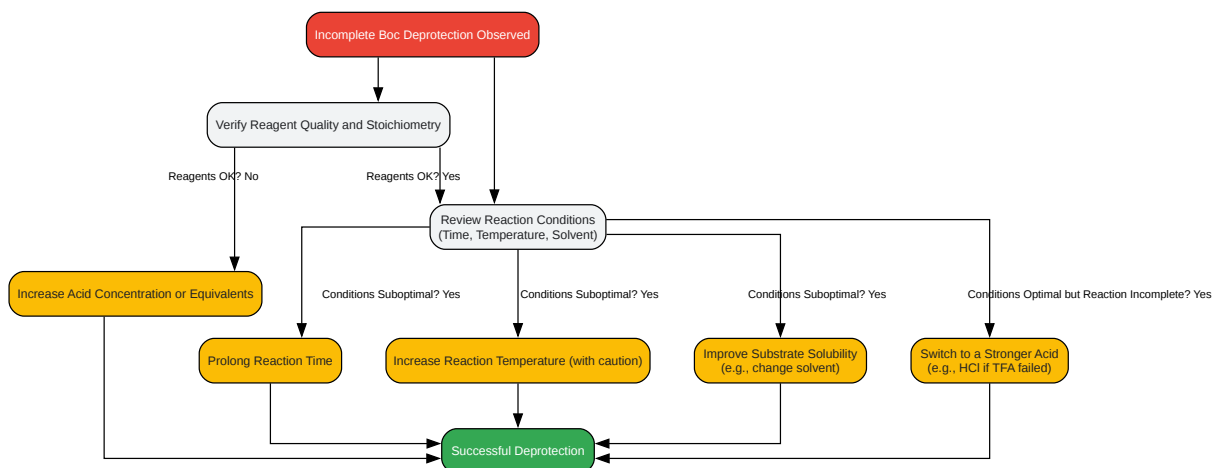 Incomplete Boc Deprotection Observed
Verify Reagent Quality and Stoichiometry
Reagents OK? No
Reagents OK? Yes
Review Reaction Conditions
(Time, Temperature, Solvent)
Increase Acid Concentration or Equivalents
Conditions Suboptimal? Yes
Conditions Suboptimal? Yes
Conditions Suboptimal? Yes
Conditions Optimal but Reaction Incomplete? Yes
Prolong Reaction Time
Increase Reaction Temperature (with caution)
Improve Substrate Solubility
(e.g., change solvent)
Switch to a Stronger Acid
(e.g., HCl if TFA failed)
Successful Deprotection